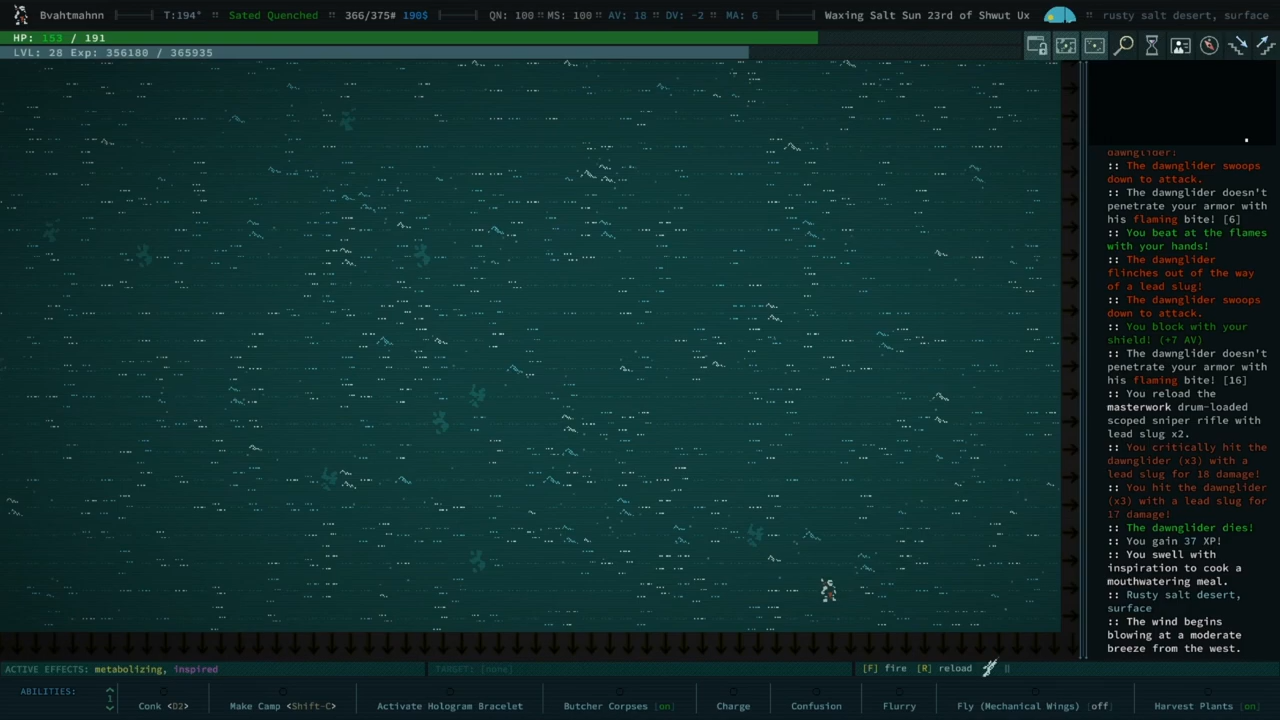 Bvahtmahnn T:194° :: Sated Quenched :: 366/375# 190$ QN: 100 :: MS: 100 :: AV: 18 :: DV: -2 :: MA: 6 Waxing Salt Sun 23rd of Shwut Ux :: rusty salt desert, surface
HP: 153 / 191
LVL: 28 Exp: 356180 / 365935
dawnglider!
:: The dawnglider swoops
down to attack.
:: The dawnglider doesn't
penetrate your armor with
his flaming bite! [6]
:: You beat at the flames
with your hands!
:: The dawnglider
flinches out of the way
of a lead slug!
:: The dawnglider swoops
down to attack.
:: You block with your
shield! (+7 AV)
:: The dawnglider doesn't
penetrate your armor with
his flaming bite! [16]
:: You reload the
masterwork drum-loaded
scoped sniper rifle with
lead slug x2.
:: You critically hit the
dawnglider (x3) with a
lead slug for 18 damage!
:: You hit the dawnglider
(x3) with a lead slug for
17 damage!
:: The dawnglider dies!
:: You gain 37 XP!
:: You swell with
inspiration to cook a
mouthwatering meal.
:: Rusty salt desert,
surface
:: The wind begins
blowing at a moderate
breeze from the west.
ACTIVE EFFECTS: metabolizing, inspired TARGET: [none] [F] fire [R] reload
ABILITIES: 1 Conk <D2> Make Camp <Shift-C> Activate Hologram Bracelet Butcher Corpses [on] Charge Confusion Flurry Fly (Mechanical Wings) [off] Harvest Plants [on]